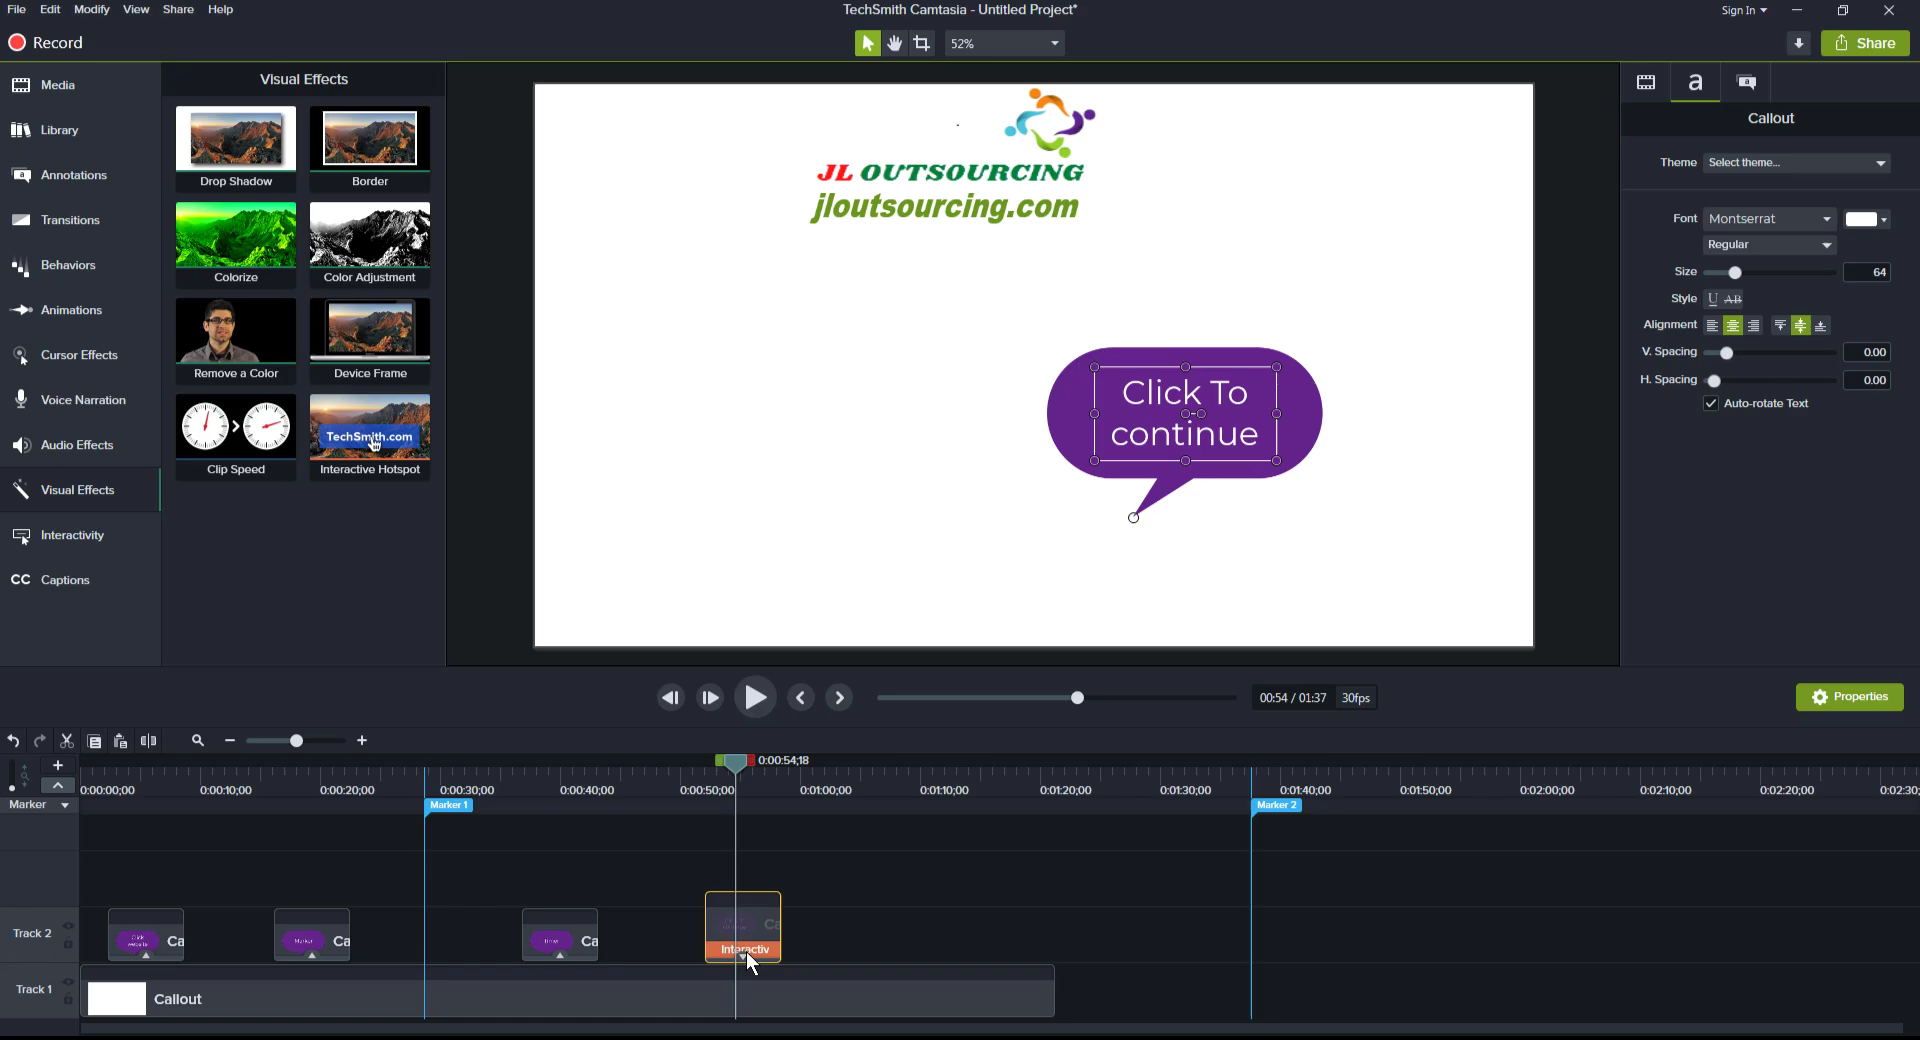 File Edit Modify View Share Help
TechSmith Camtasia - Untitled Project*
Sign In
Record
52%
Share
Media
Library
Annotations
Transitions
Behaviors
Animations
Cursor Effects
Voice Narration
Audio Effects
Visual Effects
Interactivity
CC Captions
Visual Effects
Drop Shadow
Border
Colorize
Color Adjustment
Remove a Color
Device Frame
Clip Speed
TechSmith.com
Interactive Hotspot
JL OUTSOURCING
jloutsourcing.com
Click To
continue
a
Callout
Theme Select theme...
Font Montserrat
Regular
Size 64
Style U AB
Alignment
V. Spacing 0.00
H. Spacing 0.00
Auto-rotate Text
00:54 / 01:37 30fps
Properties
0:00:54;18
0:00:00;00 0:00:10;00 0:00:20;00 0:00:30;00 0:00:40;00 0:00:50;00 0:01:00;00 0:01:10;00 0:01:20;00 0:01:30;00 0:01:40;00 0:01:50;00 0:02:00;00 0:02:10;00 0:02:20;00 0:02:30;
Marker
Marker 1
Marker 2
Track 2
Click
website
Ca
Marker
Ca
Timer
Ca
Ca
Interactiv
Track 1
Callout